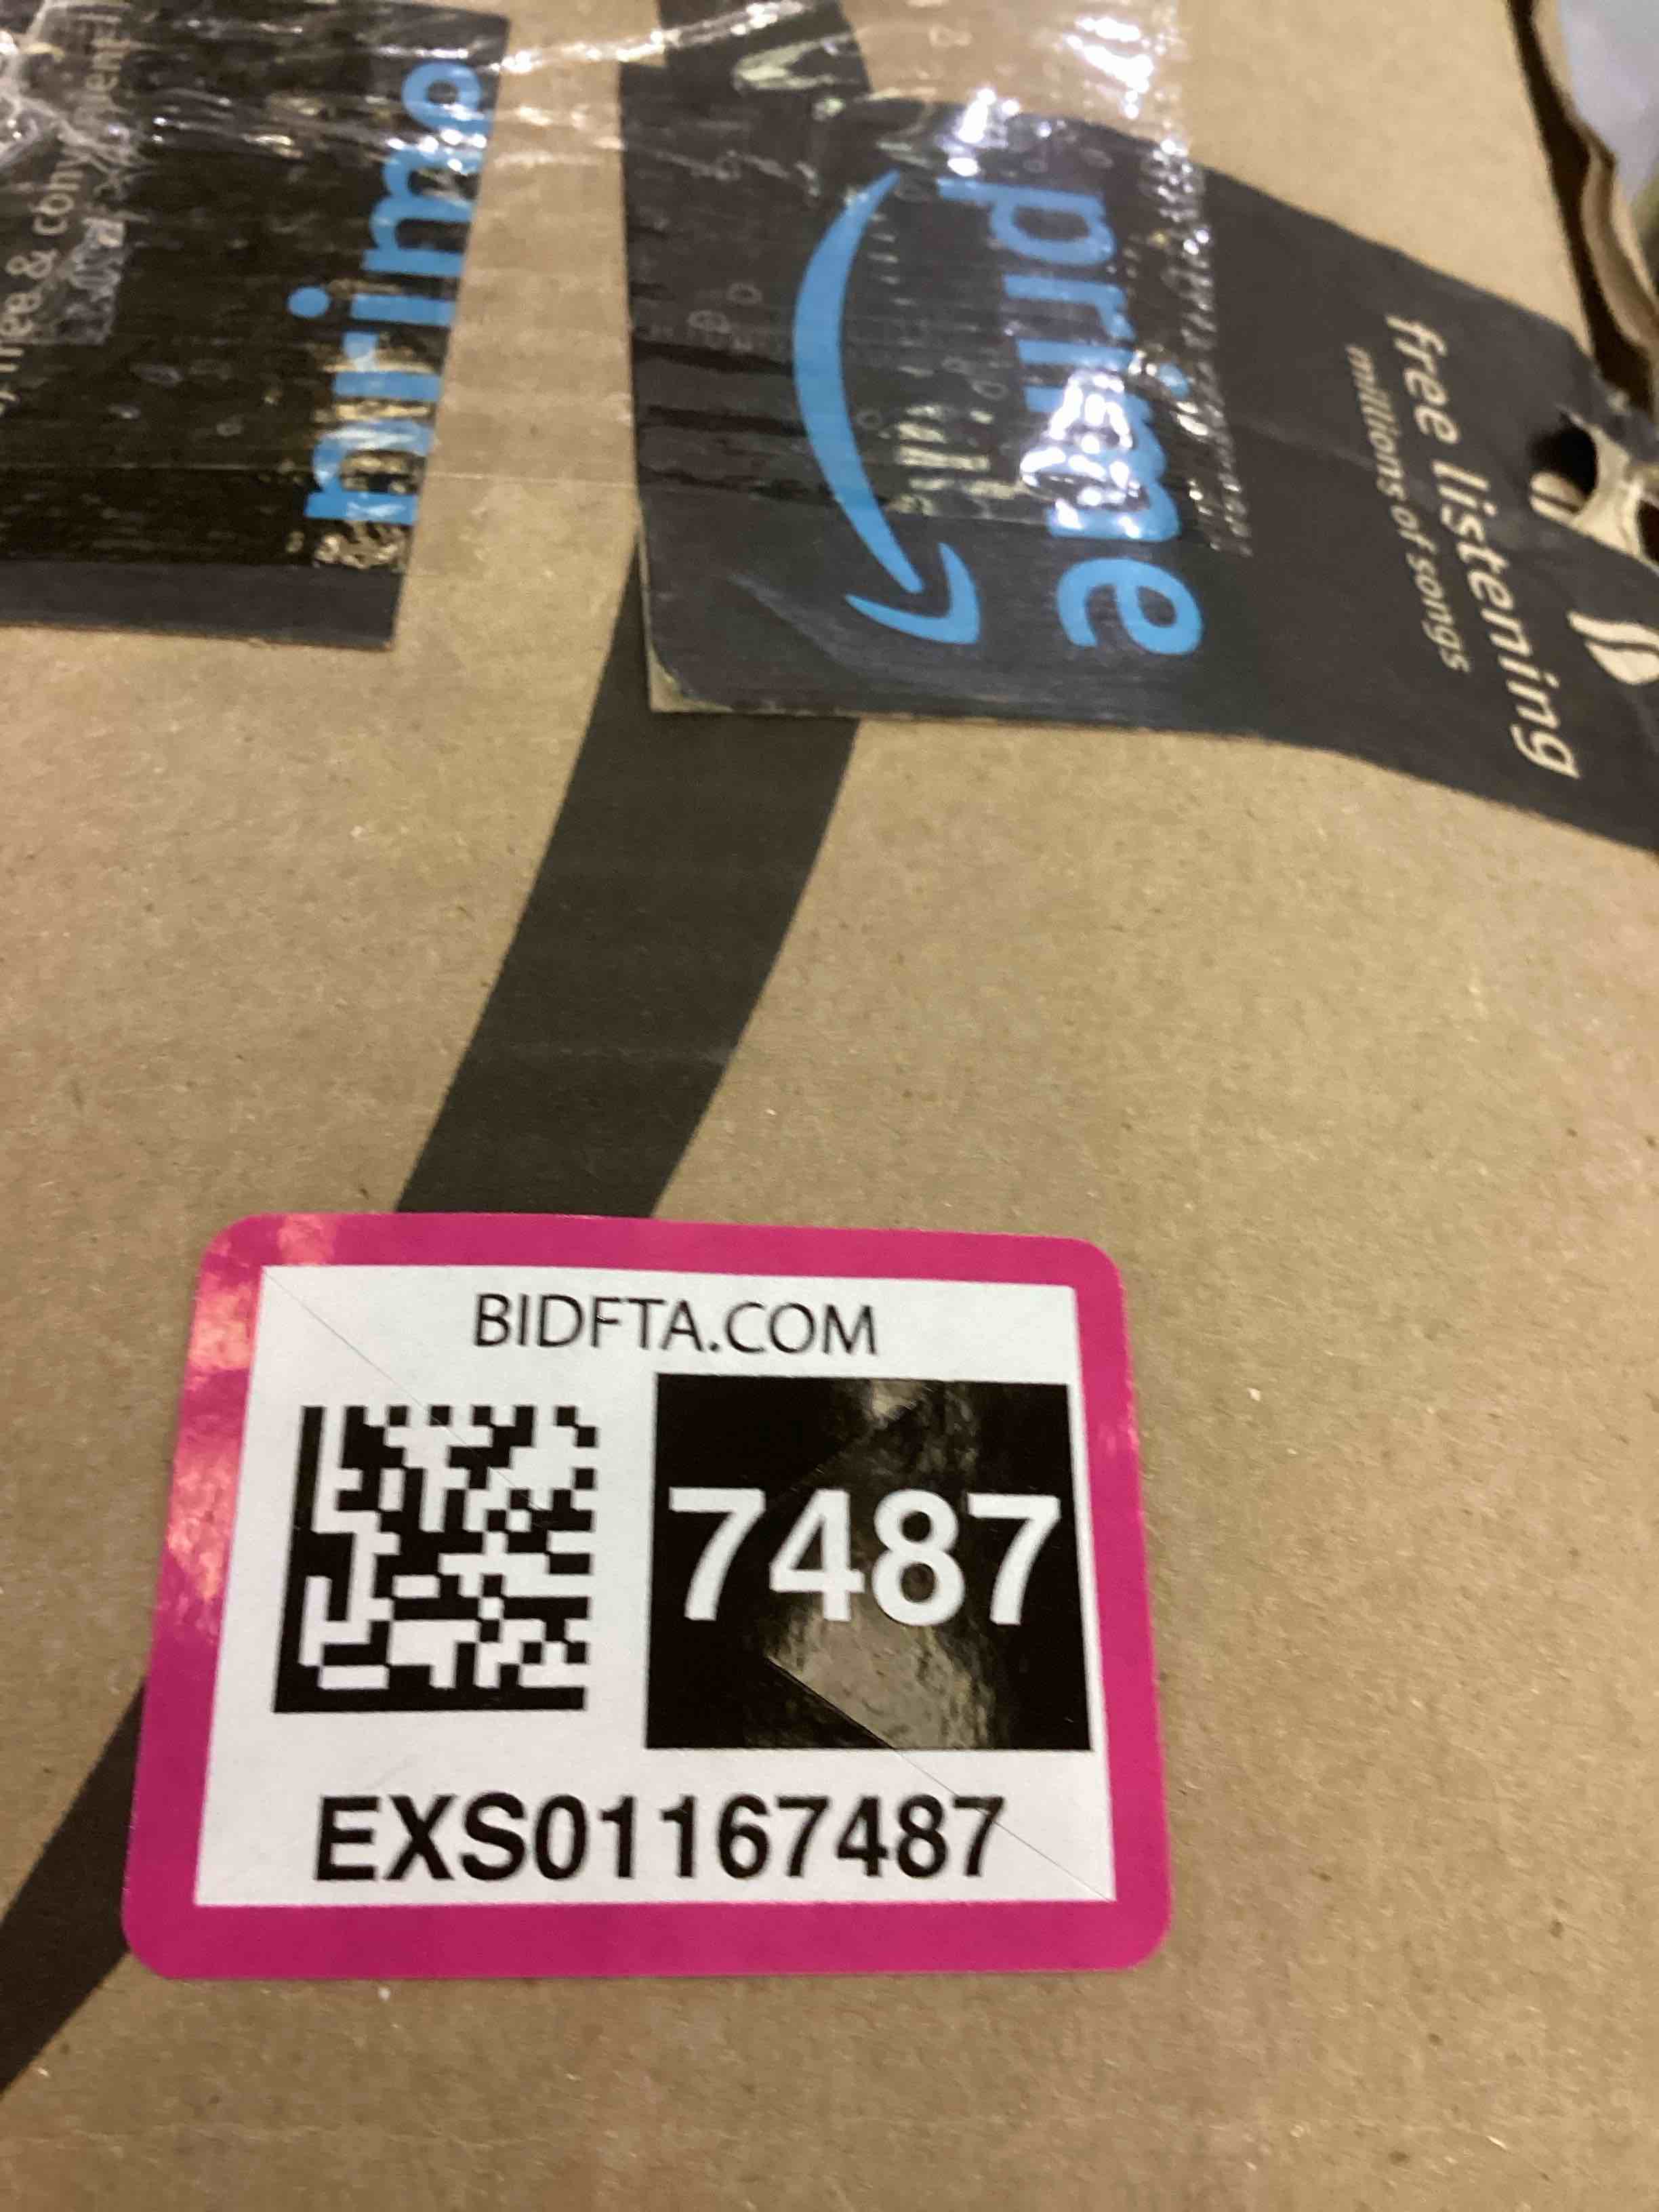 prime
prime
free listening
millions of songs
BIDFTA.COM
7487
EXS01167487